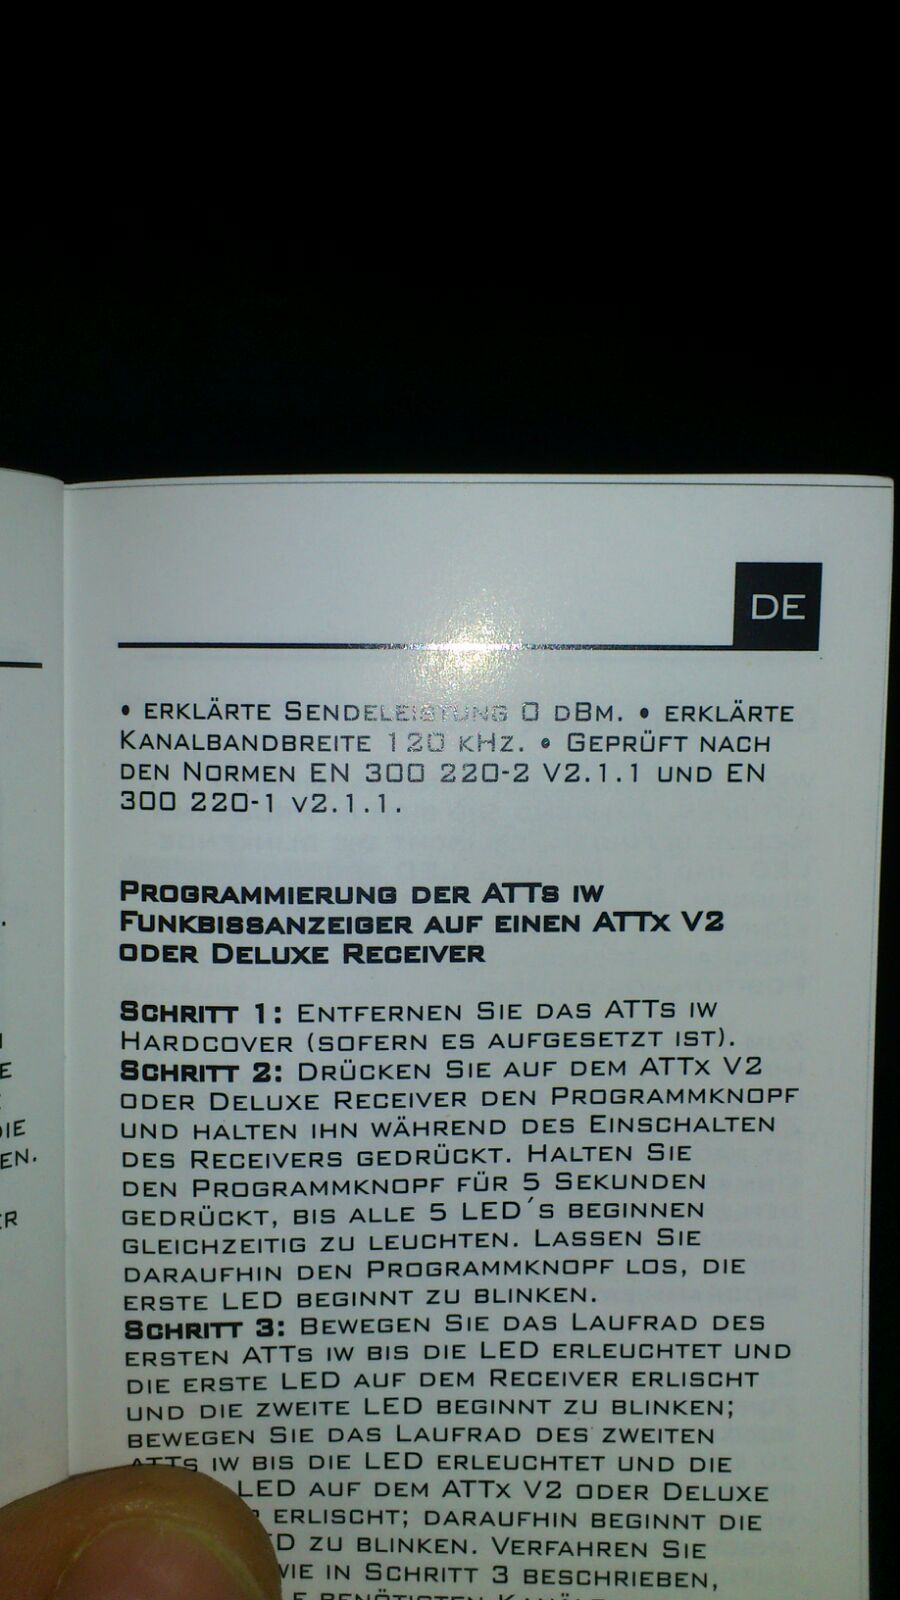 DE
• ERKLÄRTE SENDELEISTUNG 0 DBM. • ERKLÄRTE
KANALBANDBREITE 120 KHZ. • GEPRÜFT NACH
DEN NORMEN EN 300 220-2 V2.1.1 UND EN
300 220-1 V2.1.1.
PROGRAMMIERUNG DER ATTS IW
FUNKBISSANZEIGER AUF EINEN ATTX V2
ODER DELUXE RECEIVER
SCHRITT 1: ENTFERNEN SIE DAS ATTS IW
HARDCOVER (SOFERN ES AUFGESETZT IST).
SCHRITT 2: DRÜCKEN SIE AUF DEM ATTX V2
ODER DELUXE RECEIVER DEN PROGRAMMKNOPF
UND HALTEN IHN WÄHREND DES EINSCHALTEN
DES RECEIVERS GEDRÜCKT. HALTEN SIE
DEN PROGRAMMKNOPF FÜR 5 SEKUNDEN
GEDRÜCKT, BIS ALLE 5 LED´S BEGINNEN
GLEICHZEITIG ZU LEUCHTEN. LASSEN SIE
DARAUFHIN DEN PROGRAMMKNOPF LOS, DIE
ERSTE LED BEGINNT ZU BLINKEN.
SCHRITT 3: BEWEGEN SIE DAS LAUFRAD DES
ERSTEN ATTS IW BIS DIE LED ERLEUCHTET UND
DIE ERSTE LED AUF DEM RECEIVER ERLISCHT
UND DIE ZWEITE LED BEGINNT ZU BLINKEN;
BEWEGEN SIE DAS LAUFRAD DES ZWEITEN
ATTS IW BIS DIE LED ERLEUCHTET UND DIE
LED AUF DEM ATTX V2 ODER DELUXE
ERLISCHT; DARAUFHIN BEGINNT DIE
ZU BLINKEN. VERFAHREN SIE
WIE IN SCHRITT 3 BESCHRIEBEN,
BENÖTIGTEN KANÄLE